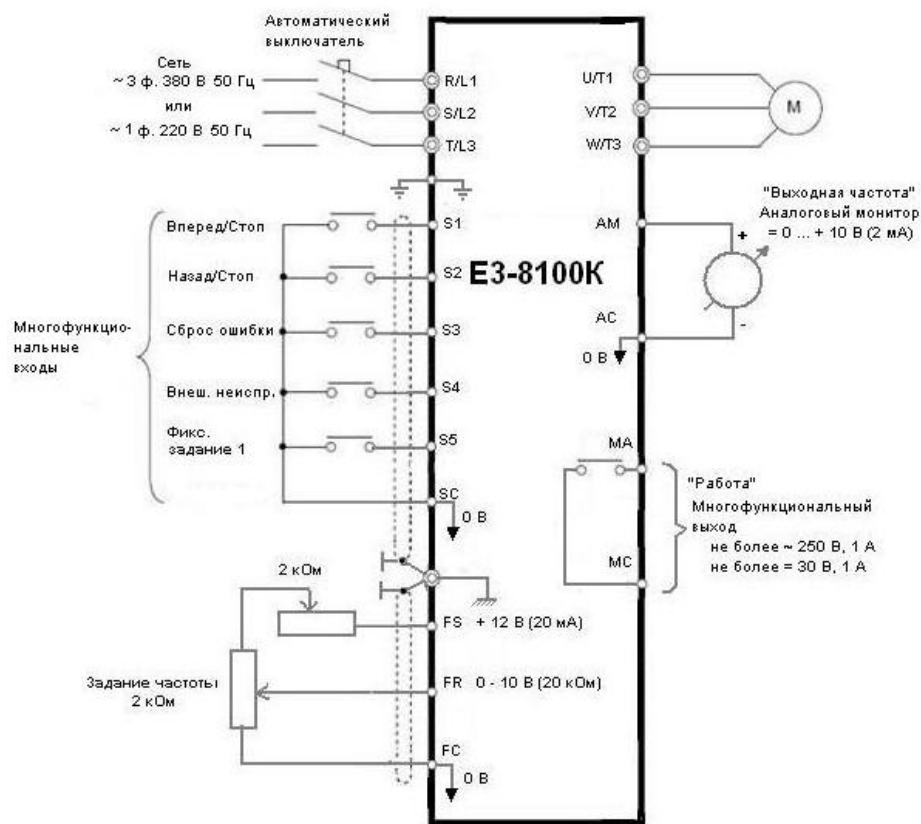 Автоматический
выключатель
Сеть
~ 3 ф. 380 В 50 Гц
или
~ 1 ф. 220 В 50 Гц
R/L1
S/L2
T/L3
U/T1
V/T2
W/T3
M
"Выходная частота"
Аналоговый монитор
= 0 ... + 10 В (2 мА)
AM
+
-
AC
0 В
E3-8100K
Многофункцио-
нальные
входы
Вперед/Стоп
S1
Назад/Стоп
S2
Сброс ошибки
S3
Внеш. неиспр.
S4
Фикс.
задание 1
S5
SC
0 В
MA
MC
"Работа"
Многофункциональный
выход
не более ~ 250 В, 1 А
не более = 30 В, 1 А
2 кОм
FS + 12 В (20 мА)
Задание частоты
2 кОм
FR 0 - 10 В (20 кОм)
FC
0 В